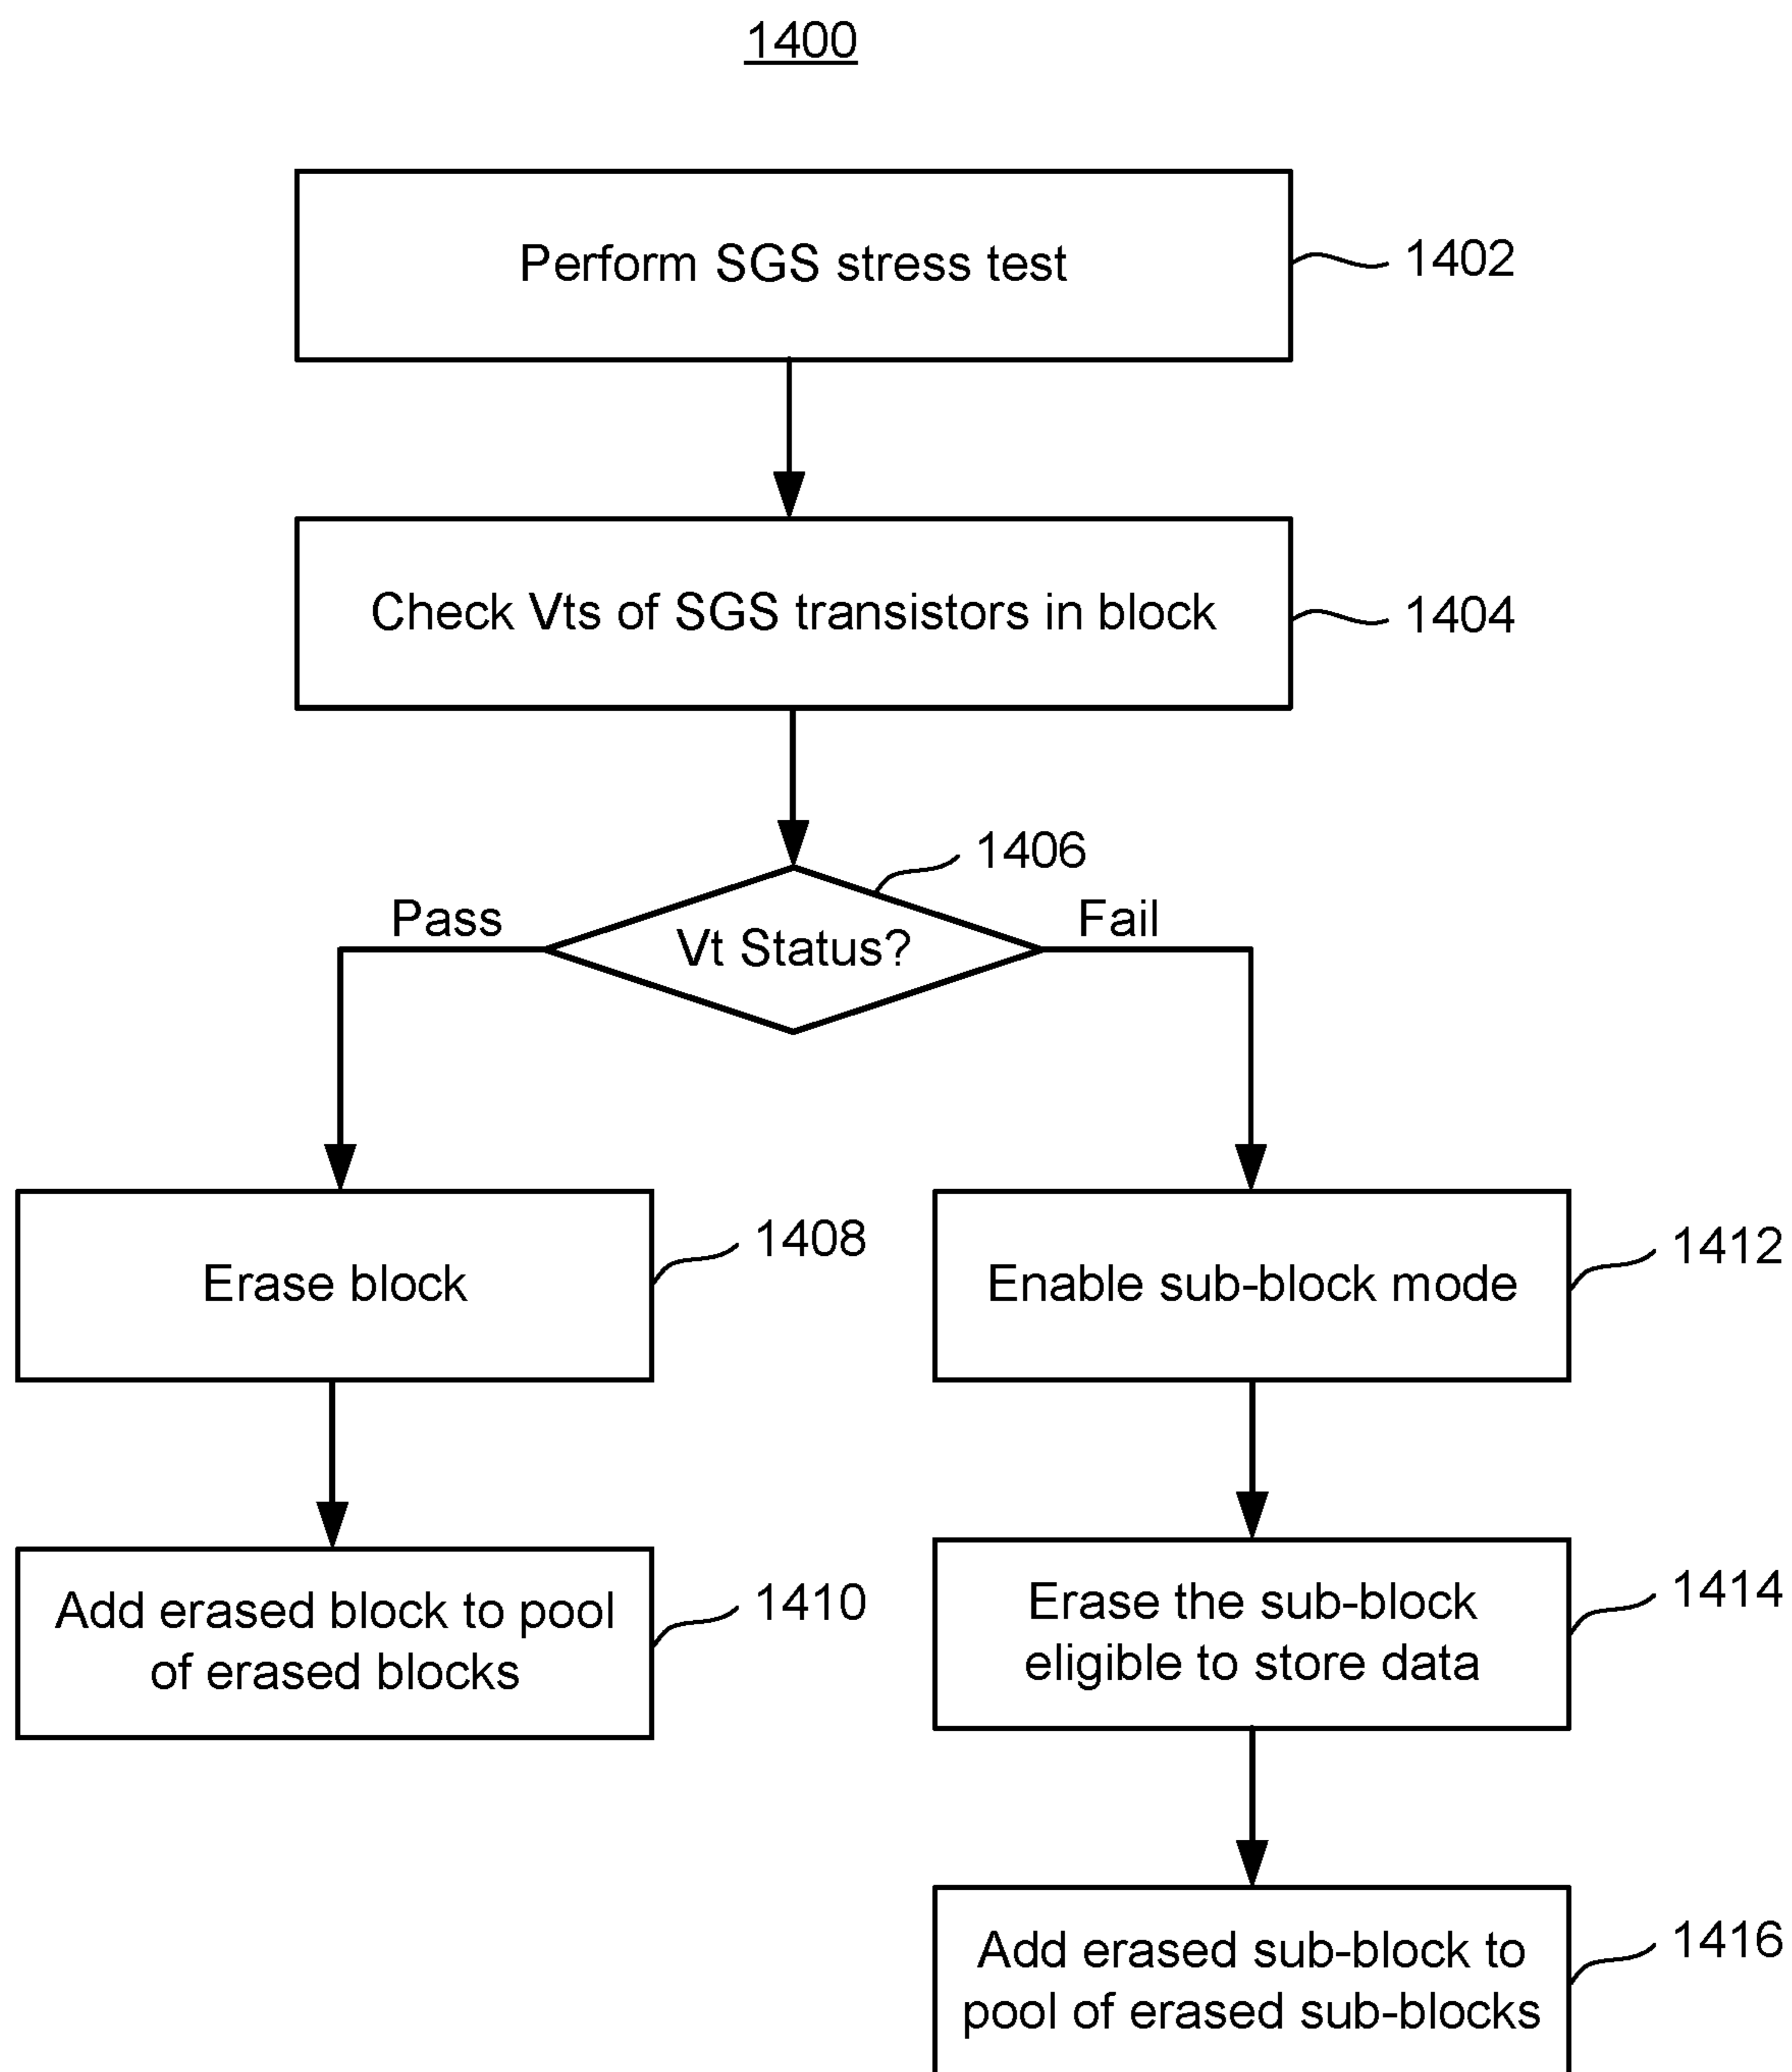 1400
Perform SGS stress test
1402
Check Vts of SGS transistors in block
1404
1406
Pass
Fail
Vt Status?
Erase block
1408
Enable sub-block mode
1412
Add erased block to pool
of erased blocks
1410
Erase the sub-block
eligible to store data
1414
Add erased sub-block to
pool of erased sub-blocks
1416